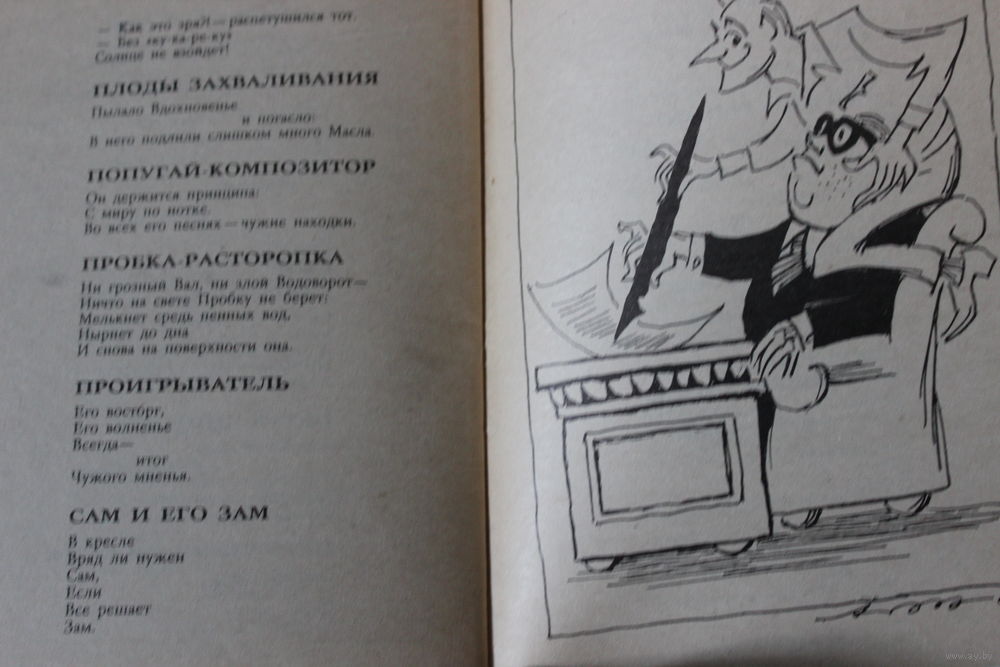 — Как это зря?! — распетушился тот.
— Без «ку-ка-ре-ку»
Солнце не взойдет!
ПЛОДЫ ЗАХВАЛИВАНИЯ
Пылало Вдохновенье
и погасло:
В него подлили слишком много Масла.
ПОПУГАЙ-КОМПОЗИТОР
Он держится принципа:
С миру по нотке.
Во всех его песнях — чужие находки.
ПРОБКА-РАСТОРОПКА
Ни грозный Вал, ни злой Водоворот —
Ничто на свете Пробку не берет:
Мелькнет средь пенных вод,
Нырнет до дна
И снова на поверхности она.
ПРОИГРЫВАТЕЛЬ
Его восторг,
Его волненье
Всегда —
итог
Чужого мненья.
САМ И ЕГО ЗАМ
В кресле
Вряд ли нужен
Сам,
Если
Все решает
Зам.
www.ay.by